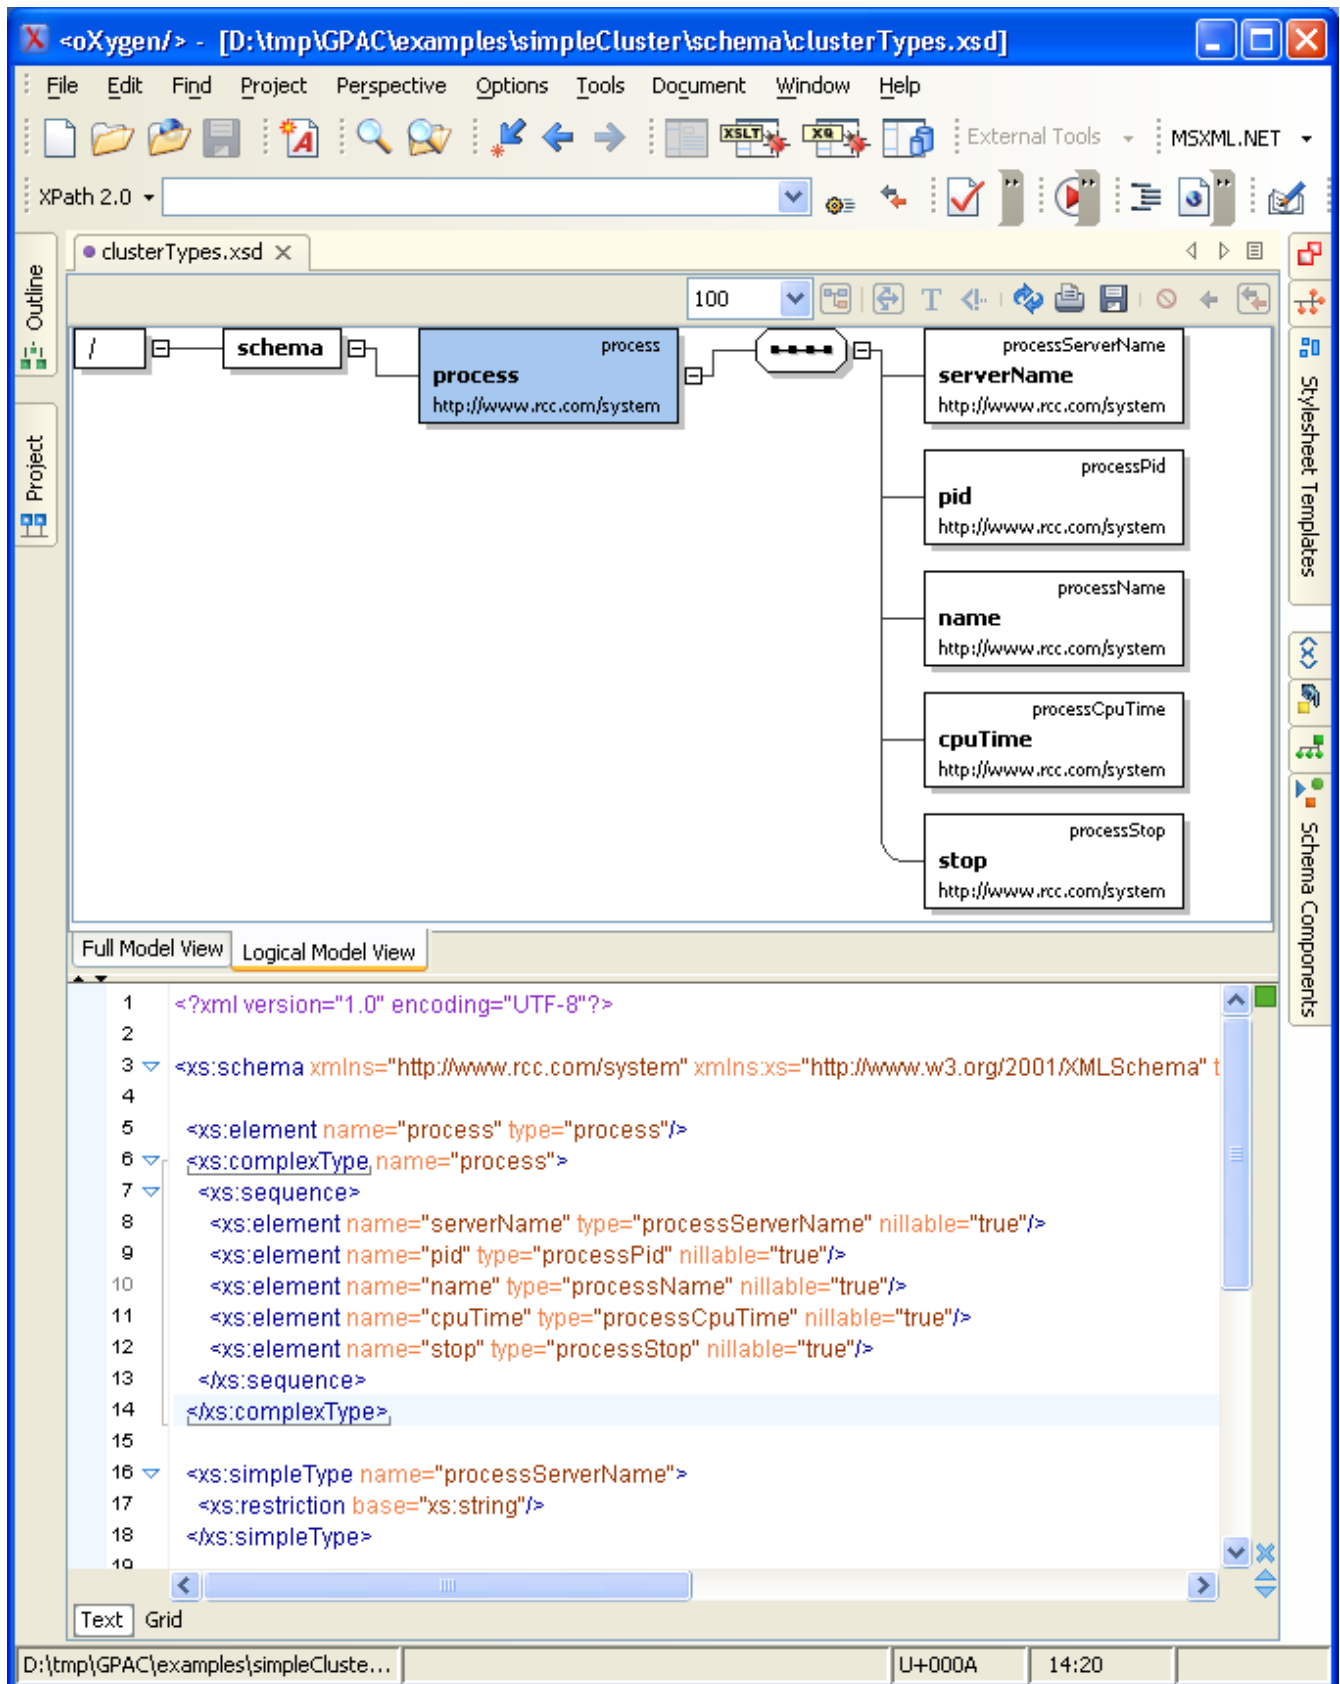 <oXygen/> - [D:\tmp\GPAC\examples\simpleCluster\schema\clusterTypes.xsd]
File Edit Find Project Perspective Options Tools Document Window Help
XSLT XQ External Tools MSXML.NET
XPath 2.0
clusterTypes.xsd
100
Outline
Project
/ schema
process
process
http://www.rcc.com/system
processServerName
serverName
http://www.rcc.com/system
processPid
pid
http://www.rcc.com/system
processName
name
http://www.rcc.com/system
processCpuTime
cpuTime
http://www.rcc.com/system
processStop
stop
http://www.rcc.com/system
Stylesheet Templates
Schema Components
Full Model View Logical Model View
1 <?xml version="1.0" encoding="UTF-8"?>
2
3 <xs:schema xmlns="http://www.rcc.com/system" xmlns:xs="http://www.w3.org/2001/XMLSchema" t
4
5 <xs:element name="process" type="process"/>
6 <xs:complexType name="process">
7 <xs:sequence>
8 <xs:element name="serverName" type="processServerName" nillable="true"/>
9 <xs:element name="pid" type="processPid" nillable="true"/>
10 <xs:element name="name" type="processName" nillable="true"/>
11 <xs:element name="cpuTime" type="processCpuTime" nillable="true"/>
12 <xs:element name="stop" type="processStop" nillable="true"/>
13 </xs:sequence>
14 </xs:complexType>
15
16 <xs:simpleType name="processServerName">
17 <xs:restriction base="xs:string"/>
18 </xs:simpleType>
19
Text Grid
D:\tmp\GPAC\examples\simpleCluste... U+000A 14:20